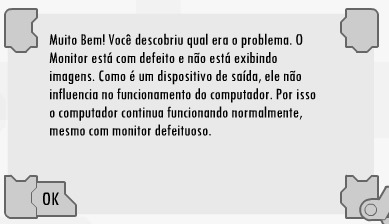 Muito Bem! Você descobriu qual era o problema. O
Monitor está com defeito e não está exibindo
imagens. Como é um dispositivo de saída, ele não
influencia no funcionamento do computador. Por isso
o computador continua funcionando normalmente,
mesmo com monitor defeituoso.
OK